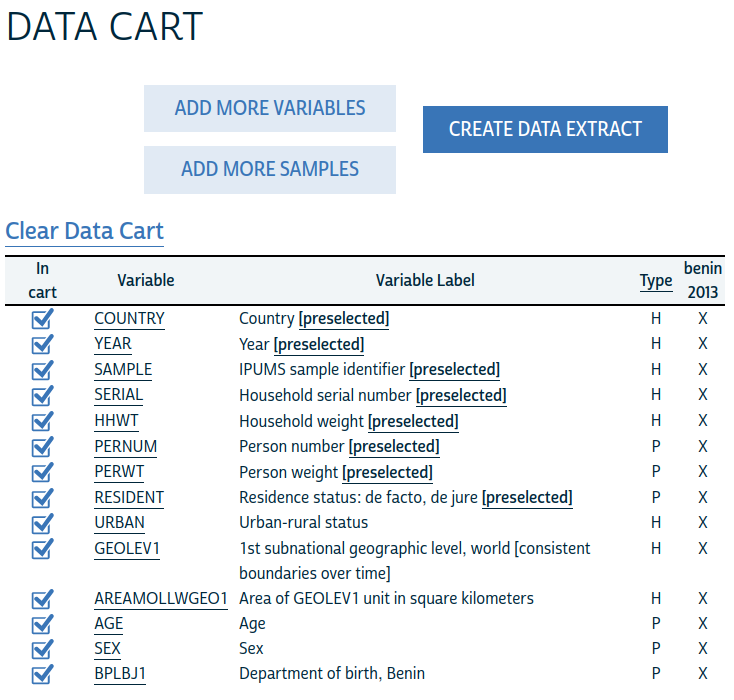 DATA CART
ADD MORE VARIABLES
CREATE DATA EXTRACT
ADD MORE SAMPLES
Clear Data Cart
In cart Variable Variable Label Type benin 2013
COUNTRY Country [preselected] H X
YEAR Year [preselected] H X
SAMPLE IPUMS sample identifier [preselected] H X
SERIAL Household serial number [preselected] H X
HHWT Household weight [preselected] H X
PERNUM Person number [preselected] P X
PERWT Person weight [preselected] P X
RESIDENT Residence status: de facto, de jure [preselected] P X
URBAN Urban-rural status H X
GEOLEV1 1st subnational geographic level, world [consistent H X
boundaries over time]
AREAMOLLWGEO1 Area of GEOLEV1 unit in square kilometers H X
AGE Age P X
SEX Sex P X
BPLBJ1 Department of birth, Benin P X